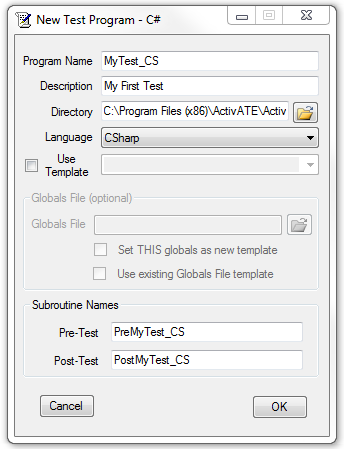 New Test Program - C#
Program Name MyTest_CS
Description My First Test
Directory C:\Program Files (x86)\ActivATE\Activ
Language CSharp
Use
Template
Globals File (optional)
Globals File
Set THIS globals as new template
Use existing Globals File template
Subroutine Names
Pre-Test PreMyTest_CS
Post-Test PostMyTest_CS
Cancel OK